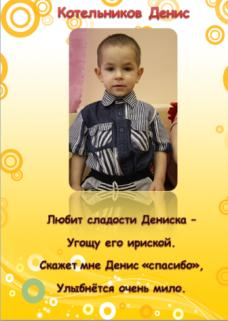 Котельников Денис
Любит сладости Дениска –
Угощу его ириской.
Скажет мне Денис «спасибо»,
Улыбнётся очень мило.